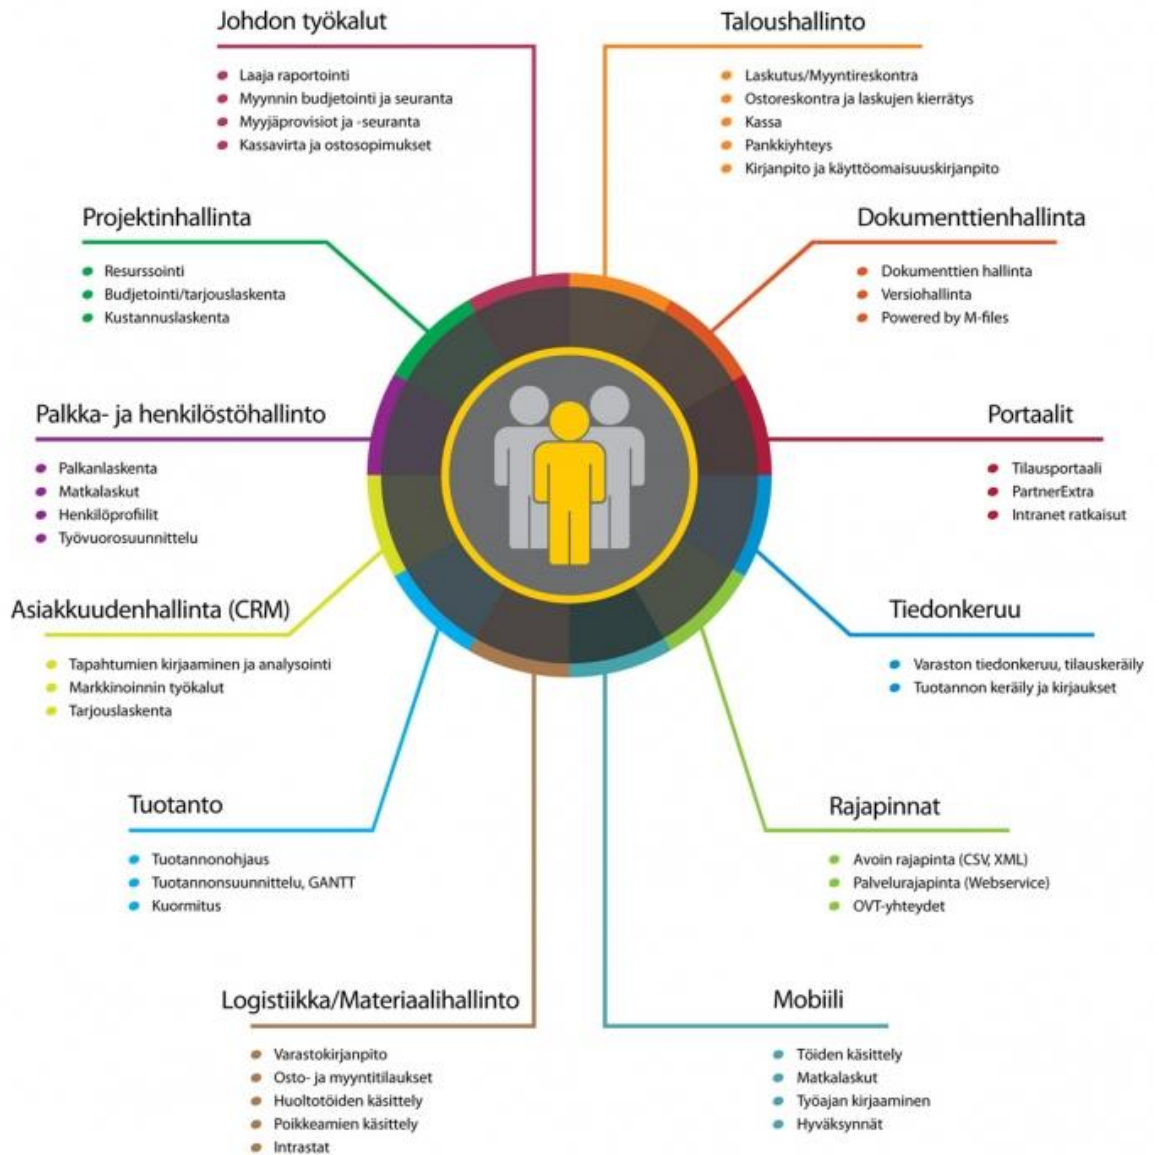 Johdon työkalut
Laaja raportointi
Myynnin budjetointi ja seuranta
Myyjäprovisiot ja -seuranta
Kassavirta ja ostosopimukset
Taloushallinto
Laskutus/Myyntireskontra
Ostoreskontra ja laskujen kierrätys
Kassa
Pankkiyhteys
Kirjanpito ja käyttöomaisuuskirjanpito
Projektinhallinta
Resurssointi
Budjetointi/tarjouslaskenta
Kustannuslaskenta
Dokumenttienhallinta
Dokumenttien hallinta
Versiohallinta
Powered by M-files
Palkka- ja henkilöstöhallinto
Palkanlaskenta
Matkalaskut
Henkilöprofiilit
Työvuorosuunnittelu
Portaalit
Tilausportaali
PartnerExtra
Intranet ratkaisut
Asiakkuudenhallinta (CRM)
Tapahtumien kirjaaminen ja analysointi
Markkinoinnin työkalut
Tarjouslaskenta
Tiedonkeruu
Varaston tiedonkeruu, tilauskeräily
Tuotannon keräily ja kirjaukset
Tuotanto
Tuotannonohjaus
Tuotannonsuunnittelu, GANTT
Kuormitus
Rajapinnat
Avoin rajapinta (CSV, XML)
Palvelurajapinta (Webservice)
OVT-yhteydet
Logistiikka/Materiaalihallinto
Varastokirjanpito
Osto- ja myyntitilaukset
Huoltotöiden käsittely
Poikkeamien käsittely
Intrastat
Mobiili
Töiden käsittely
Matkalaskut
Työajan kirjaaminen
Hyväksynnät